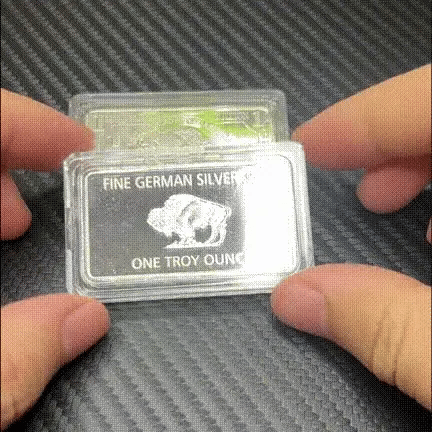 FINE GERMAN SILVER
ONE TROY OUNC